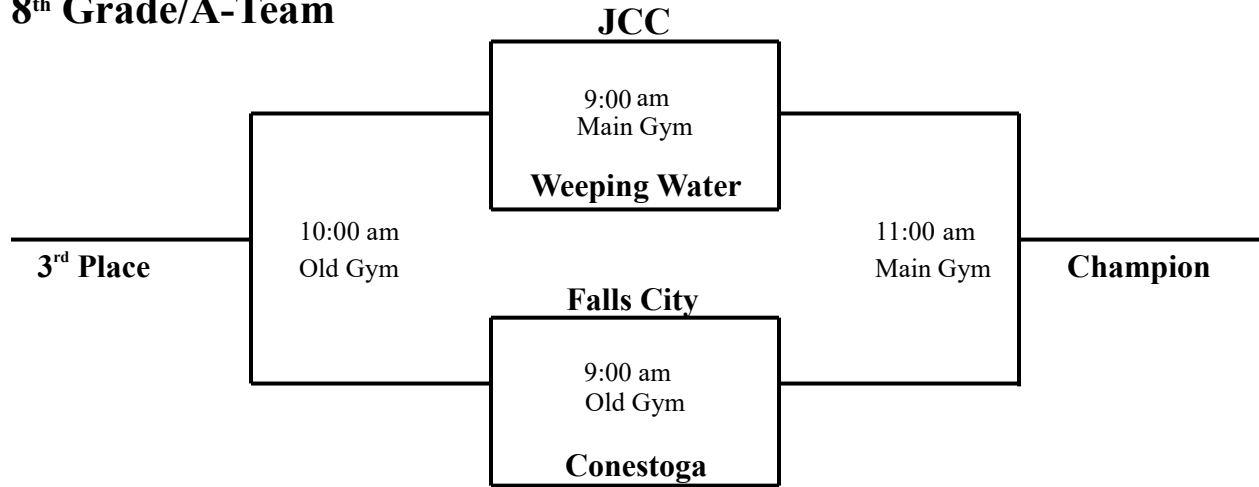 8th Grade/A-Team
JCC
9:00 am
Main Gym
Weeping Water
10:00 am
Old Gym
11:00 am
Main Gym
3rd Place
Champion
Falls City
9:00 am
Old Gym
Conestoga